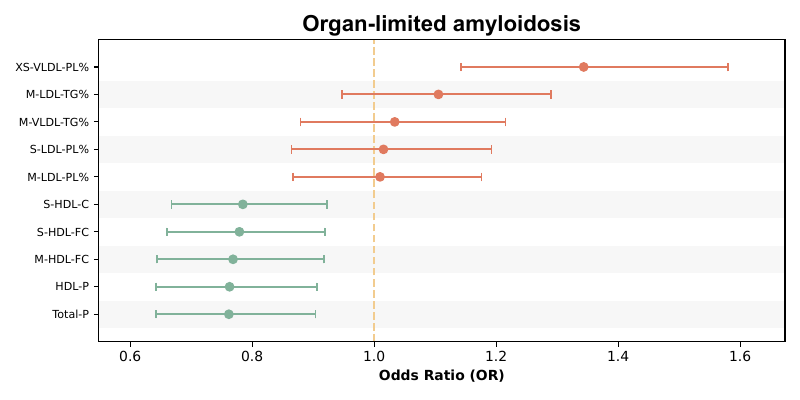 Organ-limited amyloidosis
XS-VLDL-PL%
M-LDL-TG%
M-VLDL-TG%
S-LDL-PL%
M-LDL-PL%
S-HDL-C
S-HDL-FC
M-HDL-FC
HDL-P
Total-P
0.6 0.8 1.0 1.2 1.4 1.6
Odds Ratio (OR)